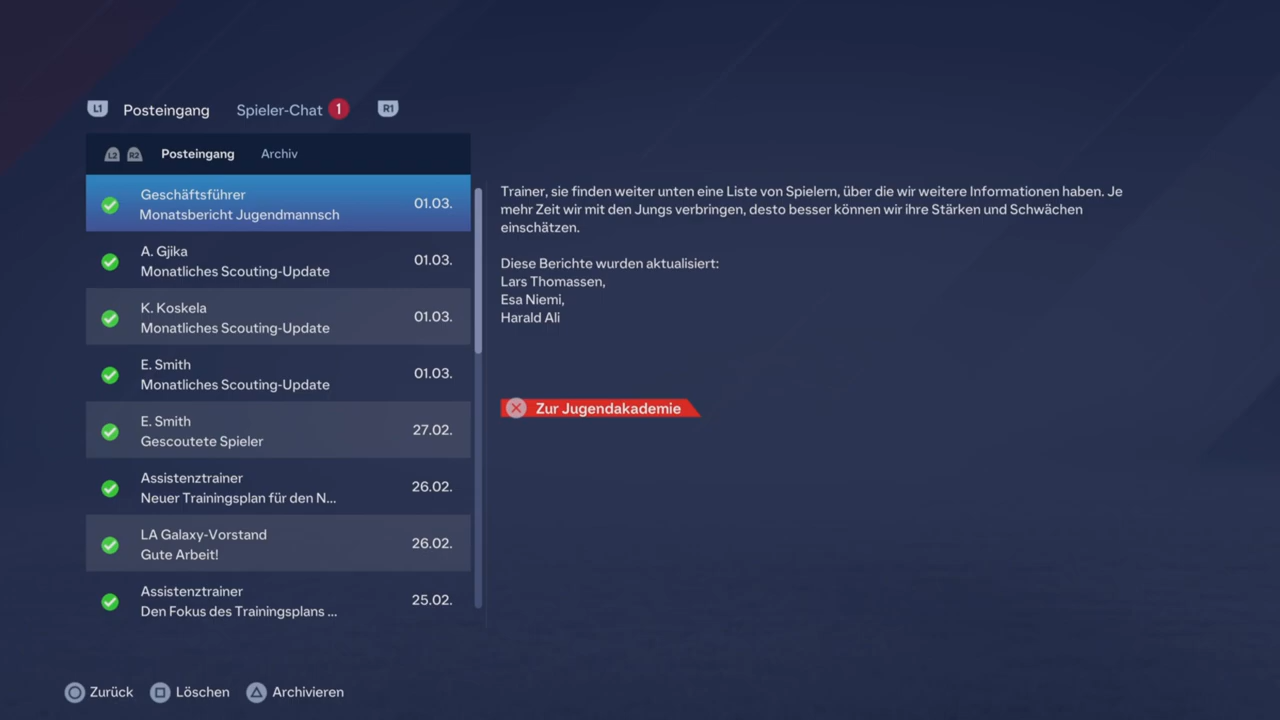 L1 Posteingang Spieler-Chat 1 R1
L2 R2 Posteingang Archiv
Geschäftsführer
Monatsbericht Jugendmannsch
01.03.
A. Gjika
Monatliches Scouting-Update
01.03.
K. Koskela
Monatliches Scouting-Update
01.03.
E. Smith
Monatliches Scouting-Update
01.03.
E. Smith
Gescoutete Spieler
27.02.
Assistenztrainer
Neuer Trainingsplan für den N...
26.02.
LA Galaxy-Vorstand
Gute Arbeit!
26.02.
Assistenztrainer
Den Fokus des Trainingsplans ...
25.02.
Trainer, sie finden weiter unten eine Liste von Spielern, über die wir weitere Informationen haben. Je
mehr Zeit wir mit den Jungs verbringen, desto besser können wir ihre Stärken und Schwächen
einschätzen.
Diese Berichte wurden aktualisiert:
Lars Thomassen,
Esa Niemi,
Harald Ali
Zur Jugendakademie
Zurück Löschen Archivieren